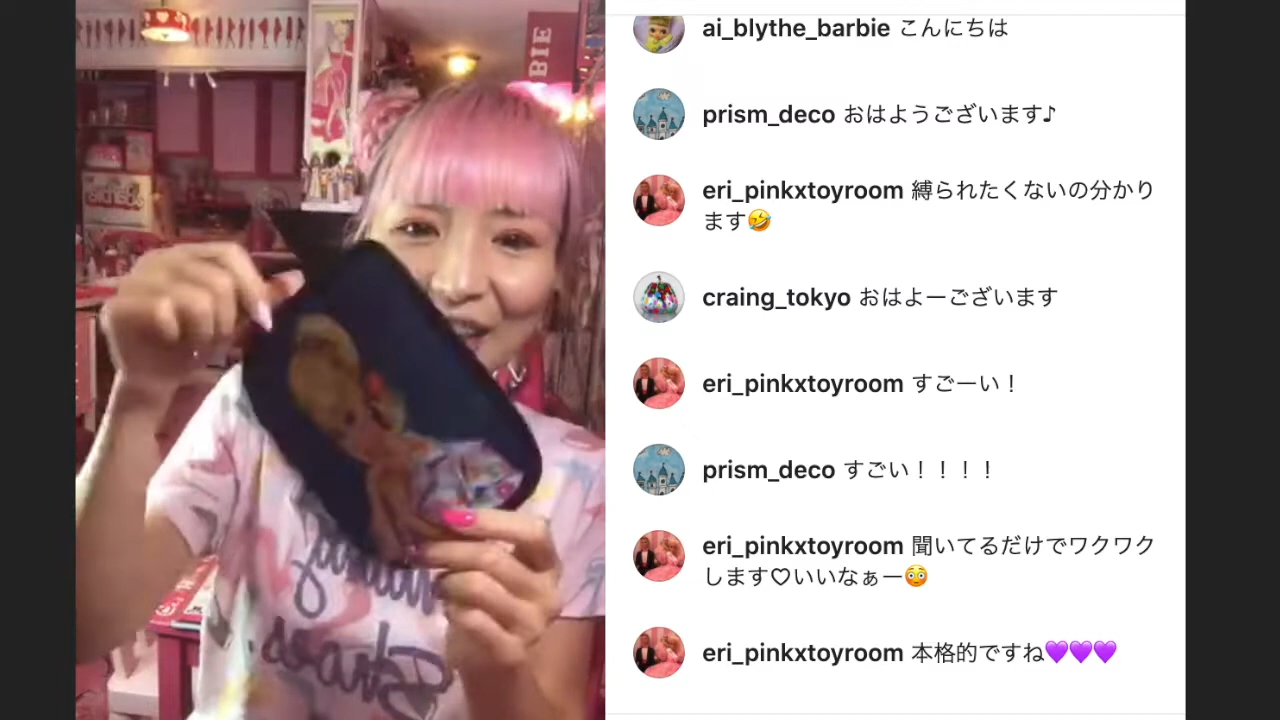 BIE
ai_blythe_barbie こんにちは
prism_deco おはようございます♪
eri_pinkxtoyroom 縛られたくないの分かり
ます🤣
craing_tokyo おはよーございます
eri_pinkxtoyroom すごーい！
prism_deco すごい！！！！
eri_pinkxtoyroom 聞いてるだけでワクワク
します♡いいなぁー😳
eri_pinkxtoyroom 本格的ですね💜💜💜